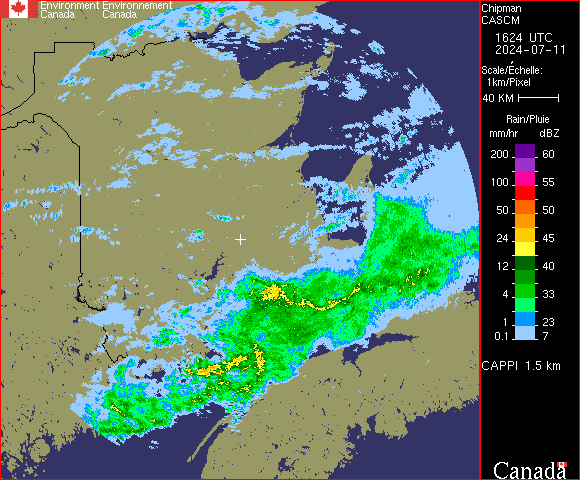 Environment Environnement
Canada Canada
Chipman
CASCM
1624 UTC
2024-07-11
Scale/Echelle:
1km/Pixel
40 KM
Rain/Pluie
mm/hr dBZ
200 60
100 55
50 50
24 45
12 40
4 33
1 23
0.1 7
CAPPI 1.5 km
Canada